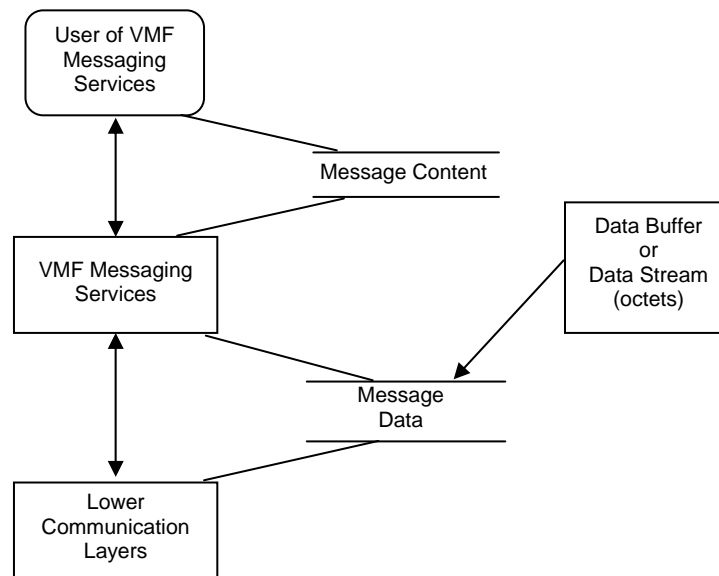 User of VMF
Messaging
Services
Message Content
Data Buffer
or
Data Stream
(octets)
VMF Messaging
Services
Message
Data
Lower
Communication
Layers